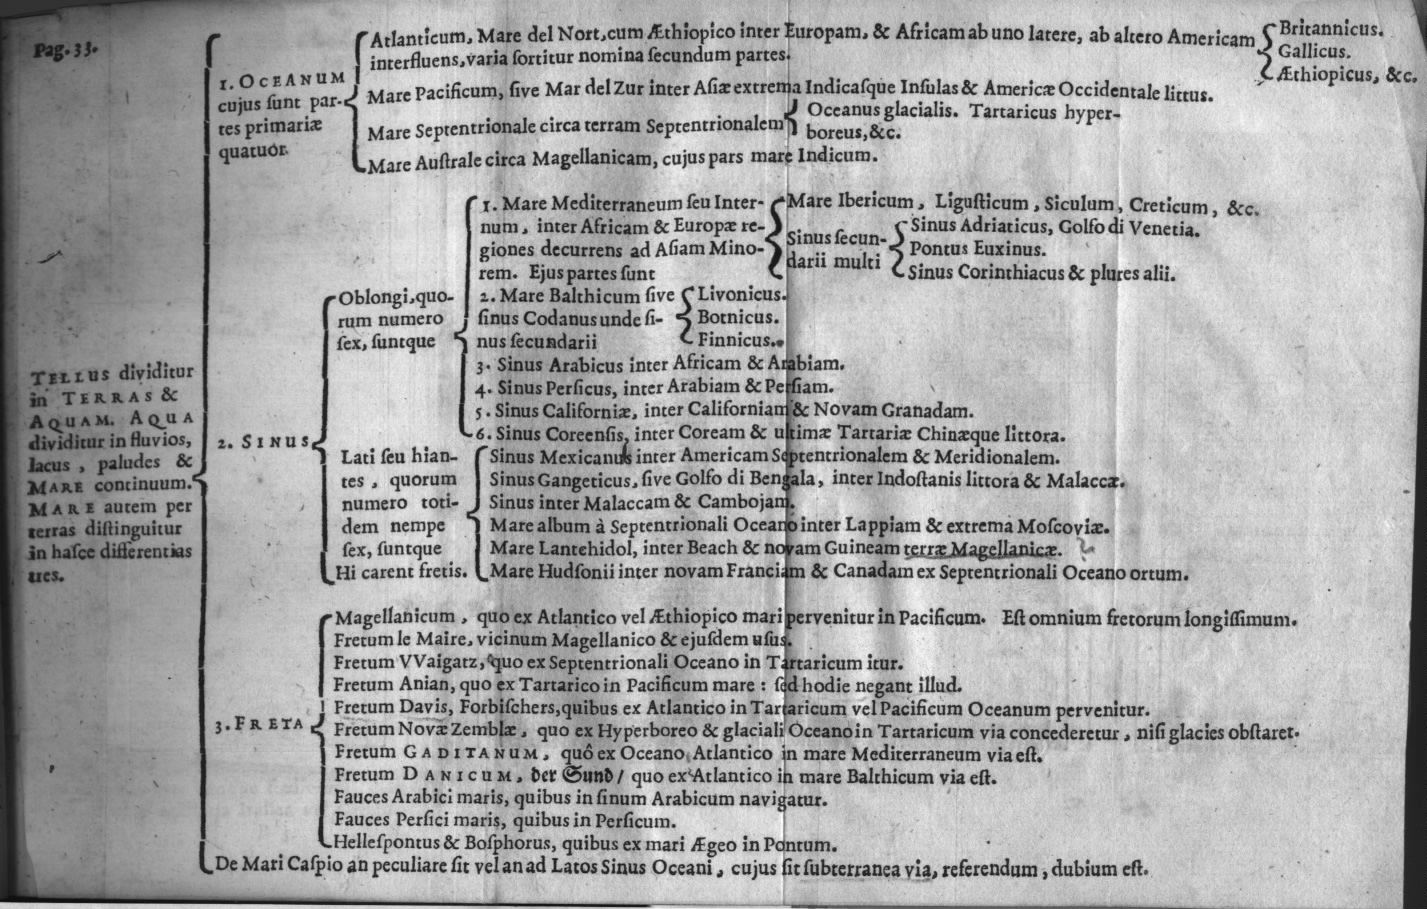 Pag. 33.
TELLUS dividitur
in TERRAS &
AQUAM. AQUA
dividitur in fluvios,
lacus , paludes &
MARE continuum.
MARE autem per
terras diſtinguitur
in haſce differentias
tres.
1. OCEANUM
cujus ſunt par-
tes primariæ
quatuor.
Atlanticum, Mare del Nort, cum Æthiopico inter Europam, & Africam ab uno latere, ab altero Americam
interfluens, varia ſortitur nomina ſecundum partes.
Britannicus.
Gallicus.
Æthiopicus, &c.
Mare Pacificum, ſive Mar del Zur inter Aſiæ extrema Indicaſque Inſulas & Americæ Occidentale littus.
Mare Septentrionale circa terram Septentrionalem
Oceanus glacialis. Tartaricus hyper-
boreus, &c.
Mare Auſtrale circa Magellanicam, cujus pars mare Indicum.
2. SINUS
Oblongi, quo-
rum numero
ſex, ſuntque
1. Mare Mediterraneum ſeu Inter-
num, inter Africam & Europæ re-
giones decurrens ad Aſiam Mino-
rem. Ejus partes ſunt
Mare Ibericum, Liguſticum, Siculum, Creticum, &c.
Sinus ſecun-
darii multi
Sinus Adriaticus, Golfo di Venetia.
Pontus Euxinus.
Sinus Corinthiacus & plures alii.
2. Mare Balthicum ſive
ſinus Codanus unde ſi-
nus ſecundarii
Livonicus.
Botnicus.
Finnicus.
3. Sinus Arabicus inter Africam & Arabiam.
4. Sinus Perſicus, inter Arabiam & Perſiam.
5. Sinus Californiæ, inter Californiam & Novam Granadam.
6. Sinus Coreenſis, inter Coream & ultimæ Tartariæ Chinæque littora.
Lati ſeu hian-
tes , quorum
numero toti-
dem nempe
ſex, ſuntque
Hi carent fretis.
Sinus Mexicanus inter Americam Septentrionalem & Meridionalem.
Sinus Gangeticus, ſive Golfo di Bengala, inter Indoſtanis littora & Malaccæ.
Sinus inter Malaccam & Cambojam.
Mare album à Septentrionali Oceano inter Lappiam & extrema Moſcoviæ.
Mare Lantchidol, inter Beach & novam Guineam terræ Magellanicæ. ?
Mare Hudſonii inter novam Franciam & Canadam ex Septentrionali Oceano ortum.
3. FRETA
Magellanicum , quo ex Atlantico vel Æthiopico mari pervenitur in Pacificum. Eſt omnium fretorum longiſſimum.
Fretum le Maire, vicinum Magellanico & ejuſdem uſus.
Fretum VVaigatz, quo ex Septentrionali Oceano in Tartaricum itur.
Fretum Anian, quo ex Tartarico in Pacificum mare : ſed hodie negant illud.
Fretum Davis, Forbiſchers, quibus ex Atlantico in Tartaricum vel Pacificum Oceanum pervenitur.
Fretum Novæ Zemblæ , quo ex Hyperboreo & glaciali Oceano in Tartaricum via concederetur , niſi glacies obſtaret.
Fretum GADITANUM, quô ex Oceano Atlantico in mare Mediterraneum via eſt.
Fretum DANICUM, der Sund/ quo ex Atlantico in mare Balthicum via eſt.
Fauces Arabici maris, quibus in ſinum Arabicum navigatur.
Fauces Perſici maris, quibus in Perſicum.
Helleſpontus & Boſphorus, quibus ex mari Ægeo in Pontum.
De Mari Caſpio an peculiare ſit vel an ad Latos Sinus Oceani , cujus ſit ſubterranea via, referendum , dubium eſt.